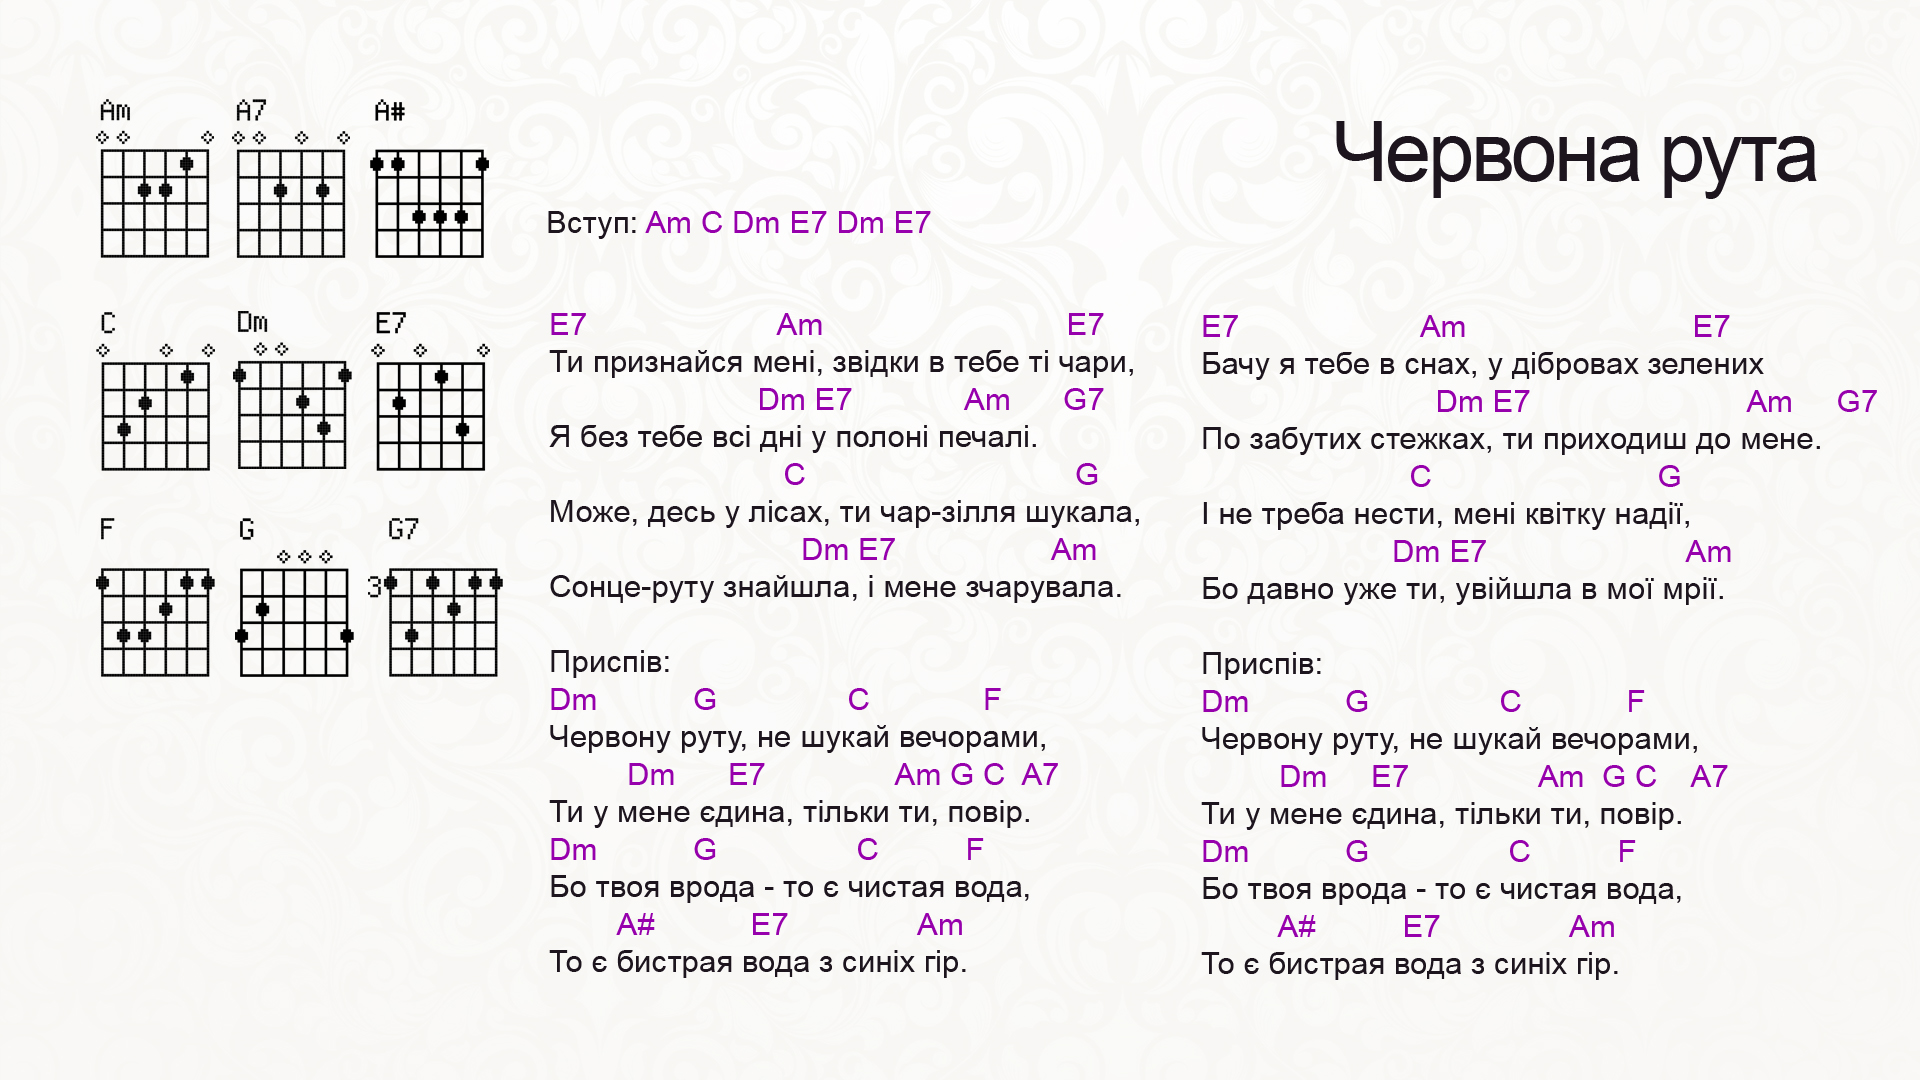 Червона рута
Am A7 A#
C Dm E7
F G G7
3
Вступ: Am C Dm E7 Dm E7
E7 Am E7
Ти признайся мені, звідки в тебе ті чари,
Dm E7 Am G7
Я без тебе всі дні у полоні печалі.
C G
Може, десь у лісах, ти чар-зілля шукала,
Dm E7 Am
Сонце-руту знайшла, і мене зчарувала.
Приспів:
Dm G C F
Червону руту, не шукай вечорами,
Dm E7 Am G C A7
Ти у мене єдина, тільки ти, повір.
Dm G C F
Бо твоя врода - то є чистая вода,
A# E7 Am
То є бистрая вода з синіх гір.
E7 Am E7
Бачу я тебе в снах, у дібровах зелених
Dm E7 Am G7
По забутих стежках, ти приходиш до мене.
C G
І не треба нести, мені квітку надії,
Dm E7 Am
Бо давно уже ти, увійшла в мої мрії.
Приспів:
Dm G C F
Червону руту, не шукай вечорами,
Dm E7 Am G C A7
Ти у мене єдина, тільки ти, повір.
Dm G C F
Бо твоя врода - то є чистая вода,
A# E7 Am
То є бистрая вода з синіх гір.